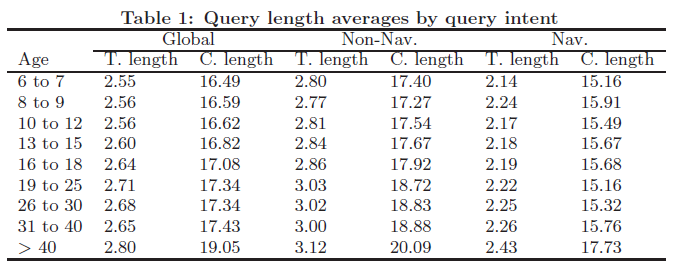 Table 1: Query length averages by query intent
Global Non-Nav. Nav.
Age T. length C. length T. length C. length T. length C. length
6 to 7 2.55 16.49 2.80 17.40 2.14 15.16
8 to 9 2.56 16.59 2.77 17.27 2.24 15.91
10 to 12 2.56 16.62 2.81 17.54 2.17 15.49
13 to 15 2.60 16.82 2.84 17.67 2.18 15.67
16 to 18 2.64 17.08 2.86 17.92 2.19 15.68
19 to 25 2.71 17.34 3.03 18.72 2.22 15.16
26 to 30 2.68 17.34 3.02 18.83 2.25 15.32
31 to 40 2.65 17.43 3.00 18.88 2.26 15.76
> 40 2.80 19.05 3.12 20.09 2.43 17.73